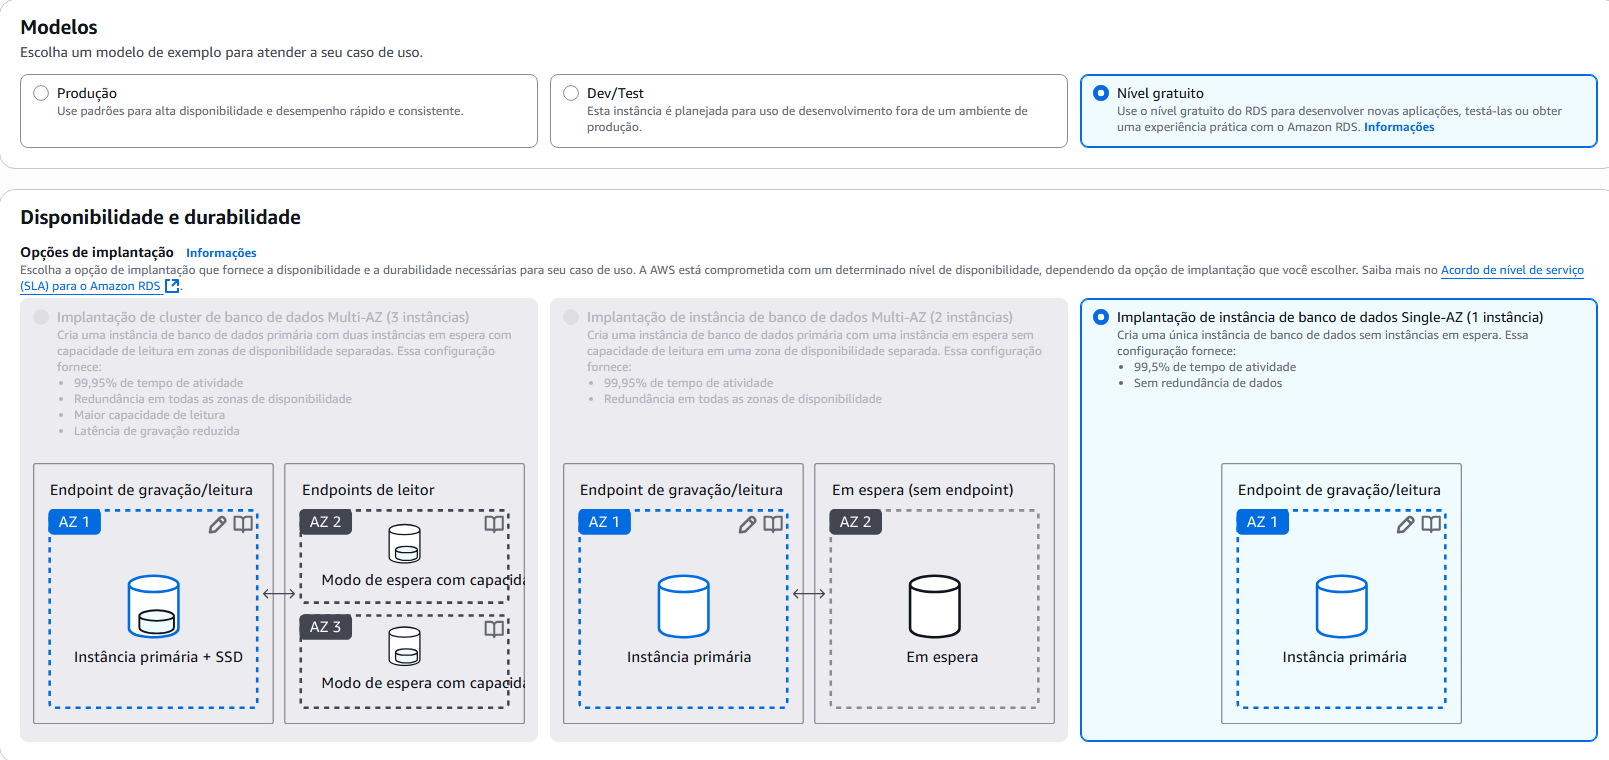 Modelos
Escolha um modelo de exemplo para atender a seu caso de uso.
Produção
Use padrões para alta disponibilidade e desempenho rápido e consistente.
Dev/Test
Esta instância é planejada para uso de desenvolvimento fora de um ambiente de
produção.
Nível gratuito
Use o nível gratuito do RDS para desenvolver novas aplicações, testá-las ou obter
uma experiência prática com o Amazon RDS. Informações
Disponibilidade e durabilidade
Opções de implantação Informações
Escolha a opção de implantação que fornece a disponibilidade e a durabilidade necessárias para seu caso de uso. A AWS está comprometida com um determinado nível de disponibilidade, dependendo da opção de implantação que você escolher. Saiba mais no Acordo de nível de serviço
(SLA) para o Amazon RDS.
Implantação de cluster de banco de dados Multi-AZ (3 instâncias)
Cria uma instância de banco de dados primária com duas instâncias em espera com
capacidade de leitura em zonas de disponibilidade separadas. Essa configuração
fornece:
• 99,95% de tempo de atividade
• Redundância em todas as zonas de disponibilidade
• Maior capacidade de leitura
• Latência de gravação reduzida
Endpoint de gravação/leitura
AZ 1
Instância primária + SSD
Endpoints de leitor
AZ 2
Modo de espera com capacida
AZ 3
Modo de espera com capacida
Implantação de instância de banco de dados Multi-AZ (2 instâncias)
Cria uma instância de banco de dados primária com uma instância em espera sem
capacidade de leitura em uma zona de disponibilidade separada. Essa configuração
fornece:
• 99,95% de tempo de atividade
• Redundância em todas as zonas de disponibilidade
Endpoint de gravação/leitura
AZ 1
Instância primária
Em espera (sem endpoint)
AZ 2
Em espera
Implantação de instância de banco de dados Single-AZ (1 instância)
Cria uma única instância de banco de dados sem instâncias em espera. Essa
configuração fornece:
• 99,5% de tempo de atividade
• Sem redundância de dados
Endpoint de gravação/leitura
AZ 1
Instância primária